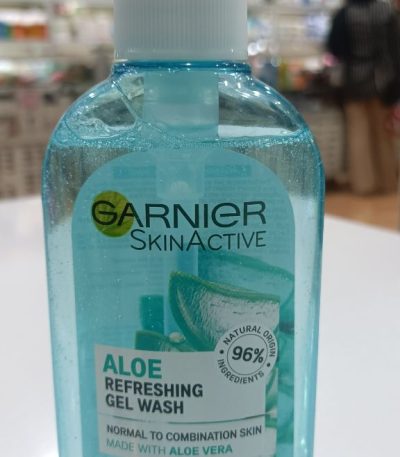 GARNIER
SKINACTIVE
NATURAL ORIGIN
96%
INGREDIENTS
ALOE
REFRESHING
GEL WASH
NORMAL TO COMBINATION SKIN
MADE WITH ALOE VERA